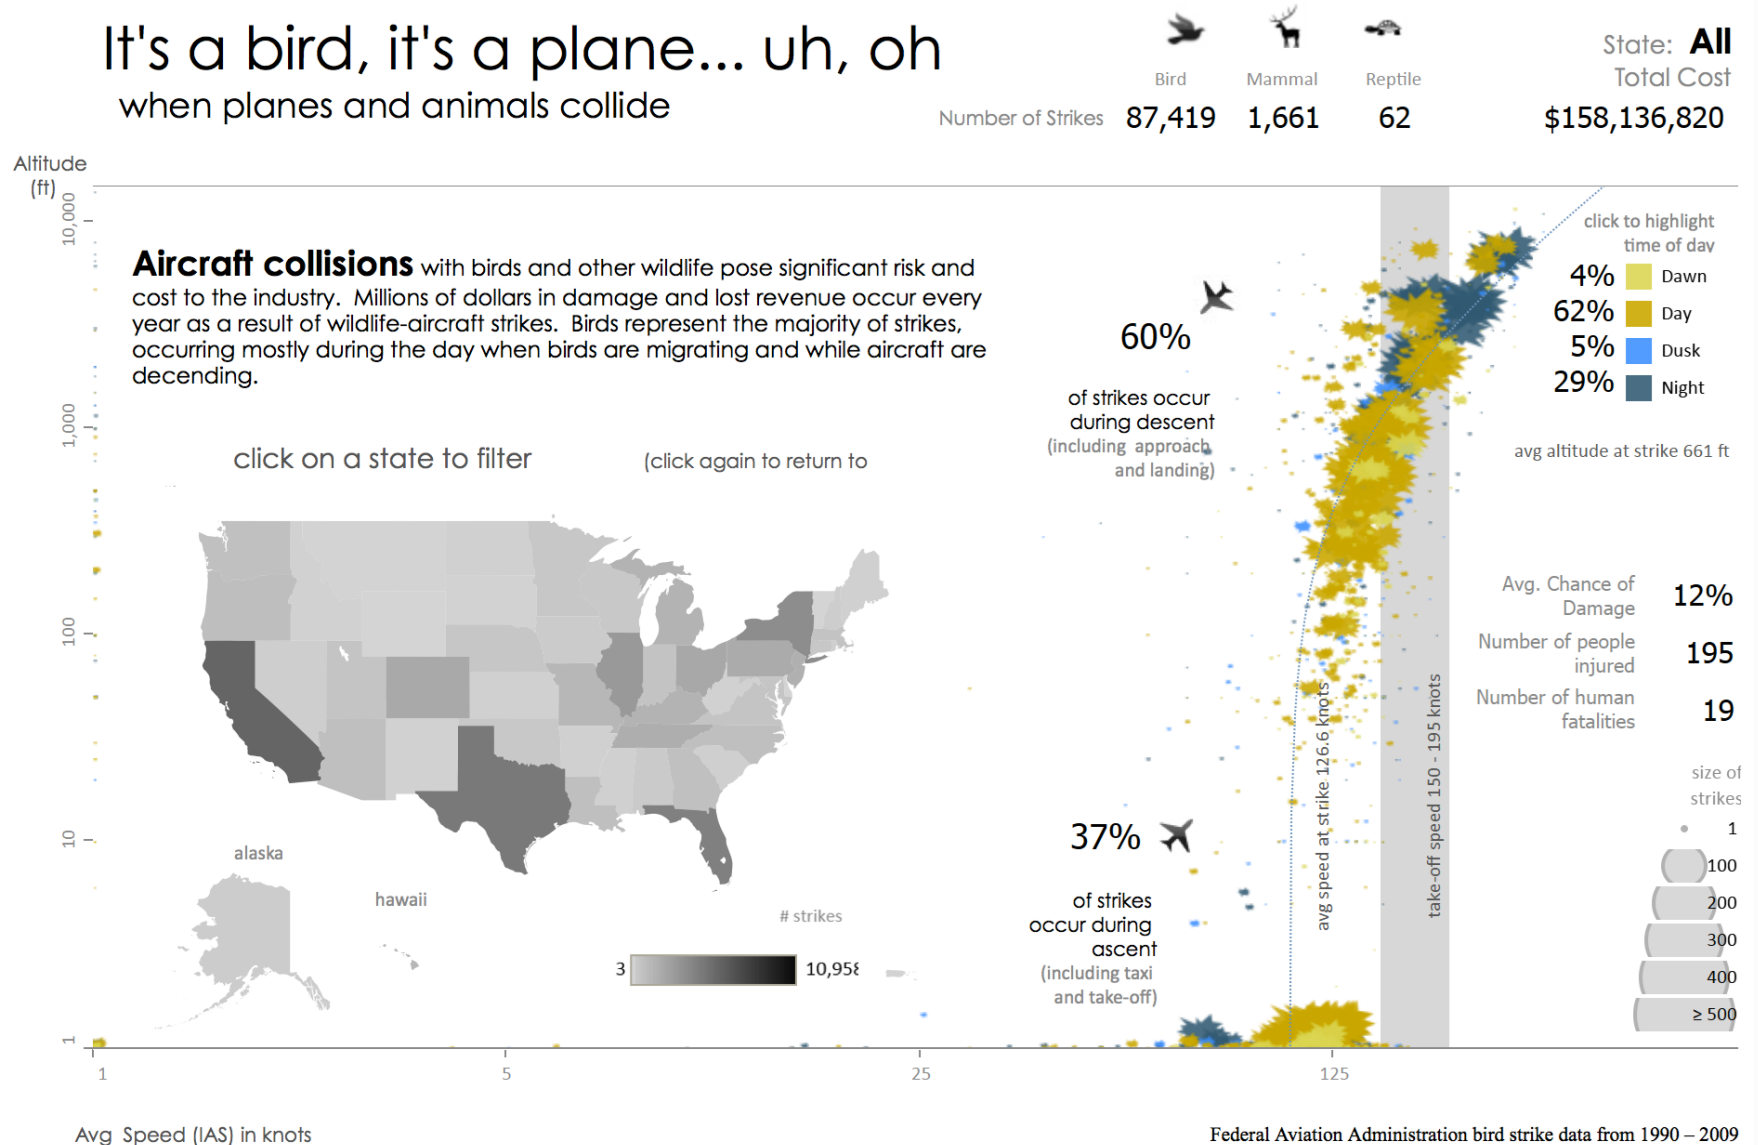 It's a bird, it's a plane... uh, oh
when planes and animals collide
Bird Mammal Reptile
Number of Strikes 87,419 1,661 62
State: All
Total Cost
$158,136,820
Altitude
(ft)
10,000
1,000
100
10
1
Aircraft collisions with birds and other wildlife pose significant risk and
cost to the industry. Millions of dollars in damage and lost revenue occur every
year as a result of wildlife-aircraft strikes. Birds represent the majority of strikes,
occurring mostly during the day when birds are migrating and while aircraft are
decending.
click on a state to filter (click again to return to
alaska
hawaii
# strikes
3 10,958
60%
of strikes occur
during descent
(including approach
and landing)
37%
of strikes
occur during
ascent
(including taxi
and take-off)
avg speed at strike 126.6 knots
take-off speed 150 - 195 knots
click to highlight
time of day
4% Dawn
62% Day
5% Dusk
29% Night
avg altitude at strike 661 ft
Avg. Chance of
Damage 12%
Number of people
injured 195
Number of human
fatalities 19
size of
strikes
1
100
200
300
400
≥ 500
1 5 25 125
Avg Speed (IAS) in knots
Federal Aviation Administration bird strike data from 1990 – 2009